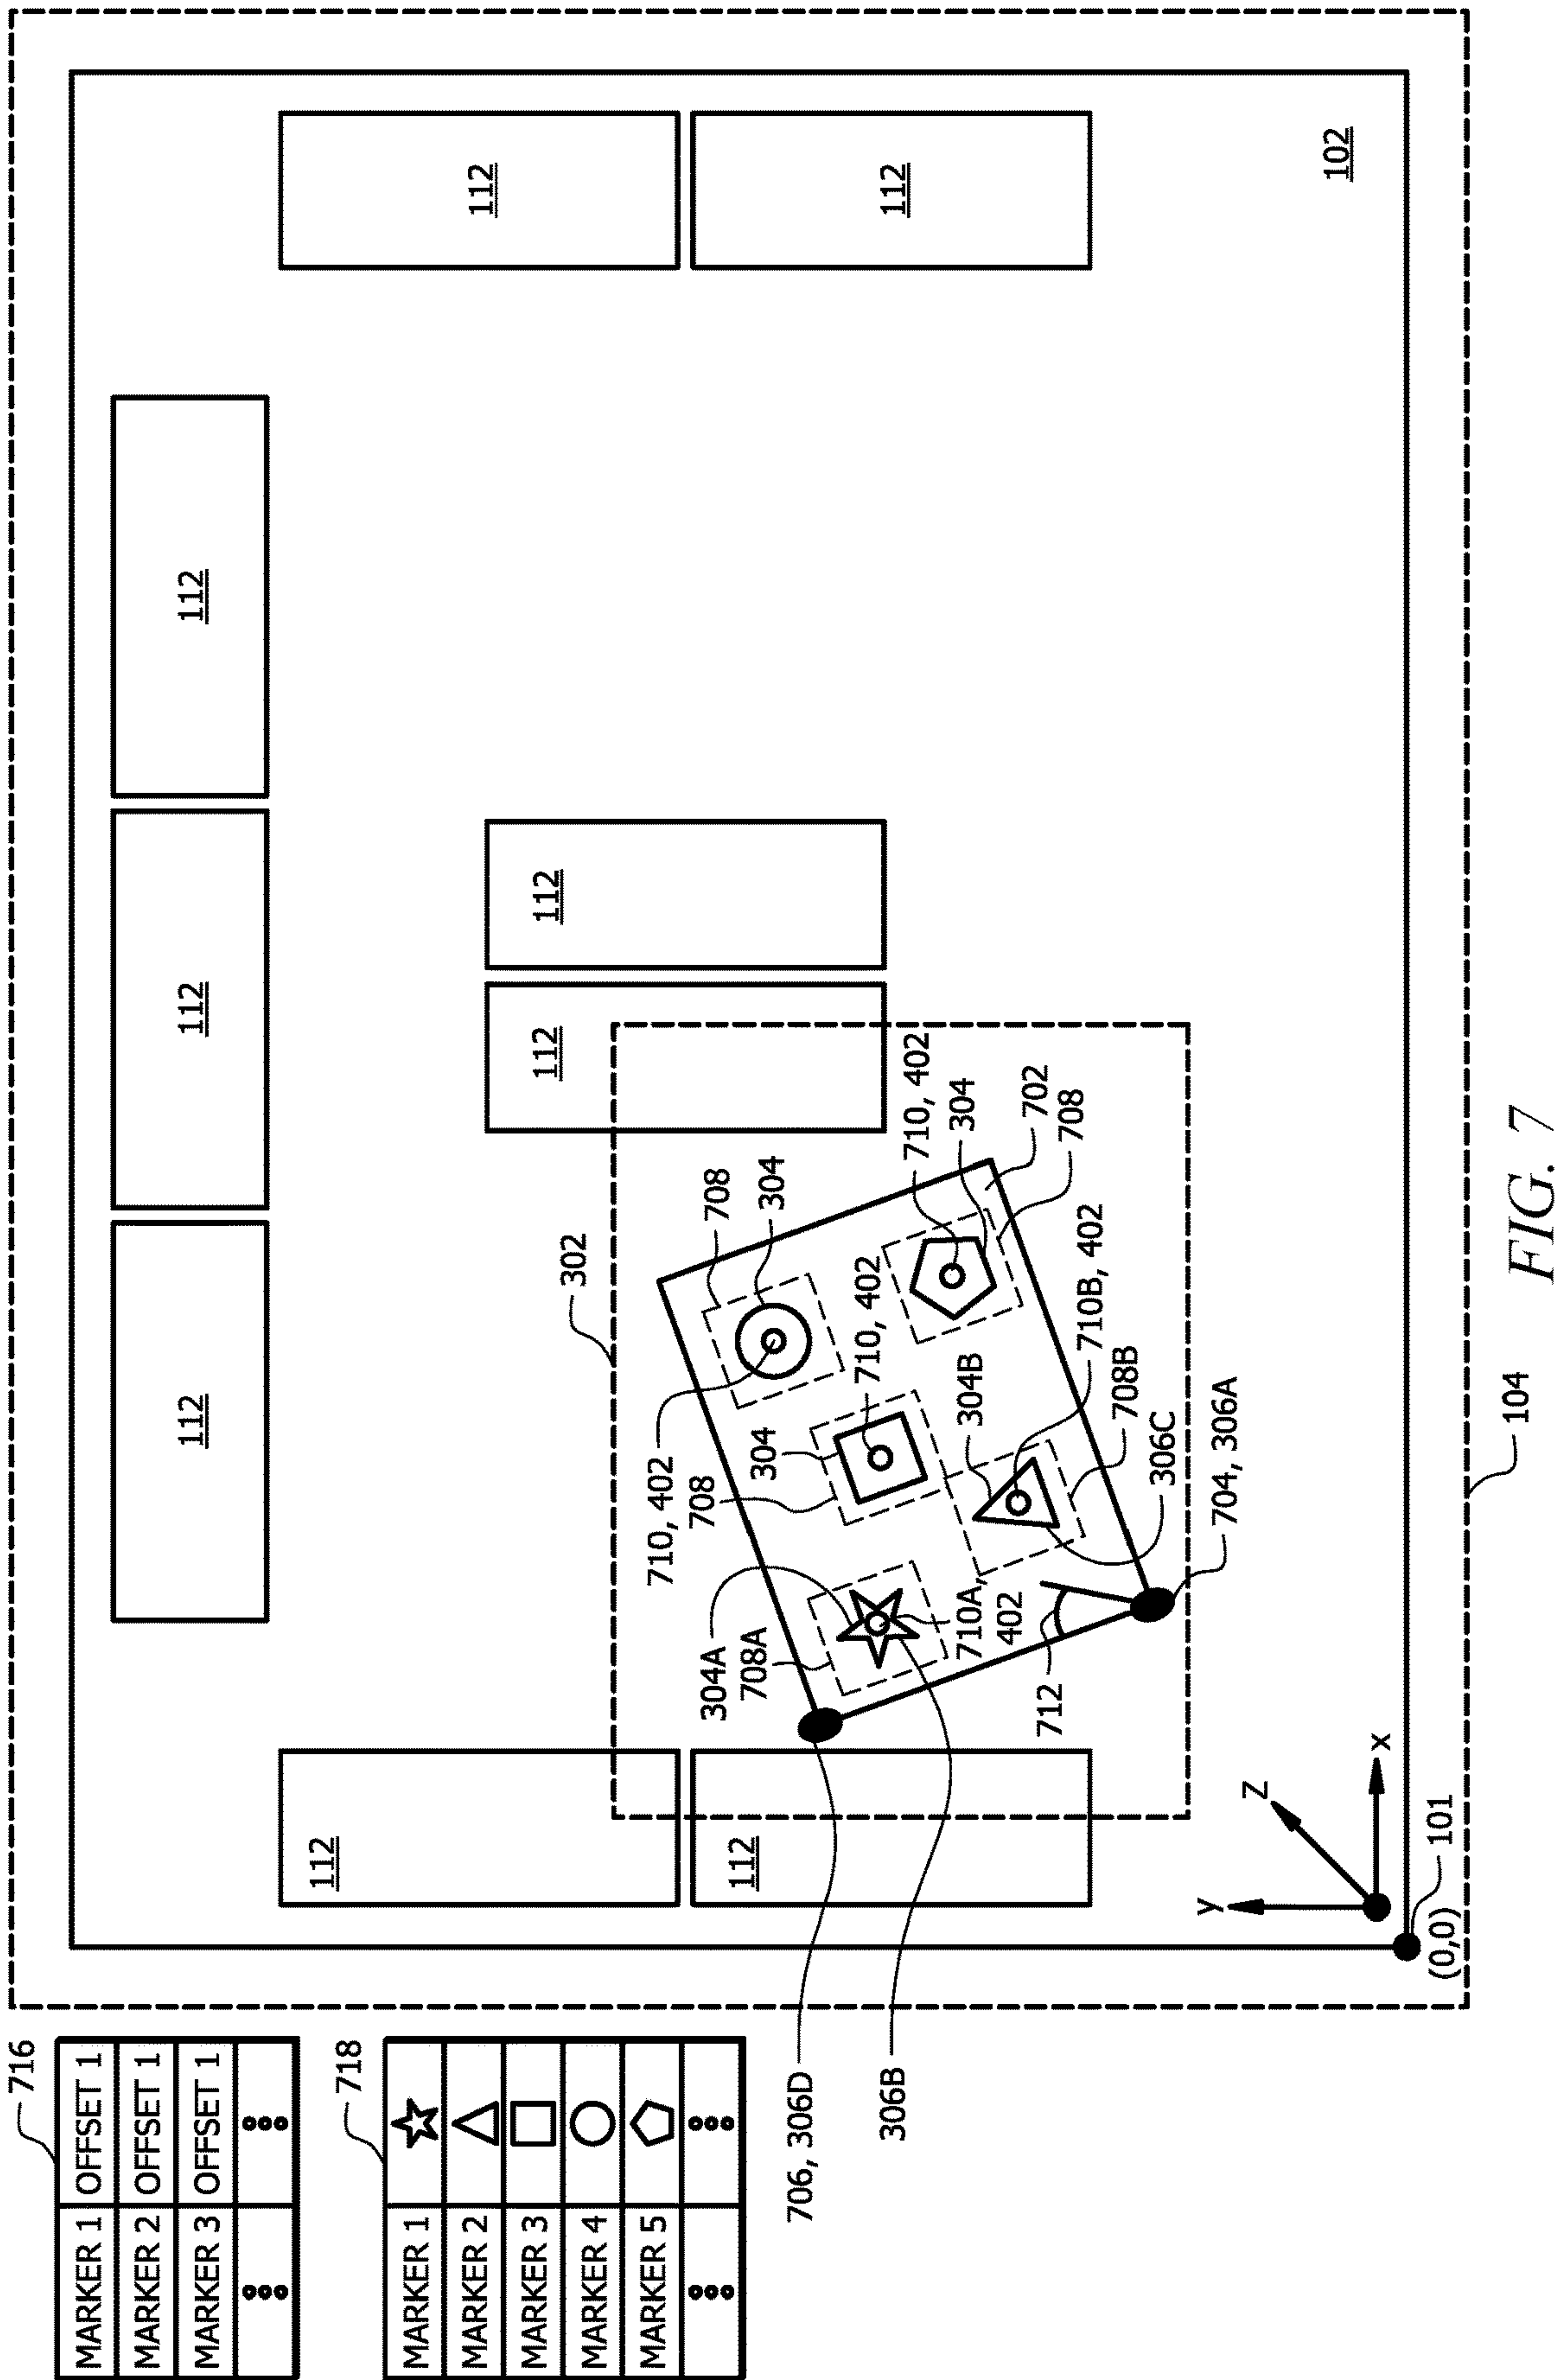 716
MARKER 1 OFFSET 1
MARKER 2 OFFSET 1
MARKER 3 OFFSET 1
718
MARKER 1
MARKER 2
MARKER 3
MARKER 4
MARKER 5
706, 306D
306B
112
112
112
112
112
112
112
112
112
102
302
708
304
710, 402
708
304
710, 402
710, 402
304
702
708
304A
708A
710A,
402
304B
710B, 402
708B
306C
704, 306A
712
y
Z
x
(0,0)
101
104
FIG. 7